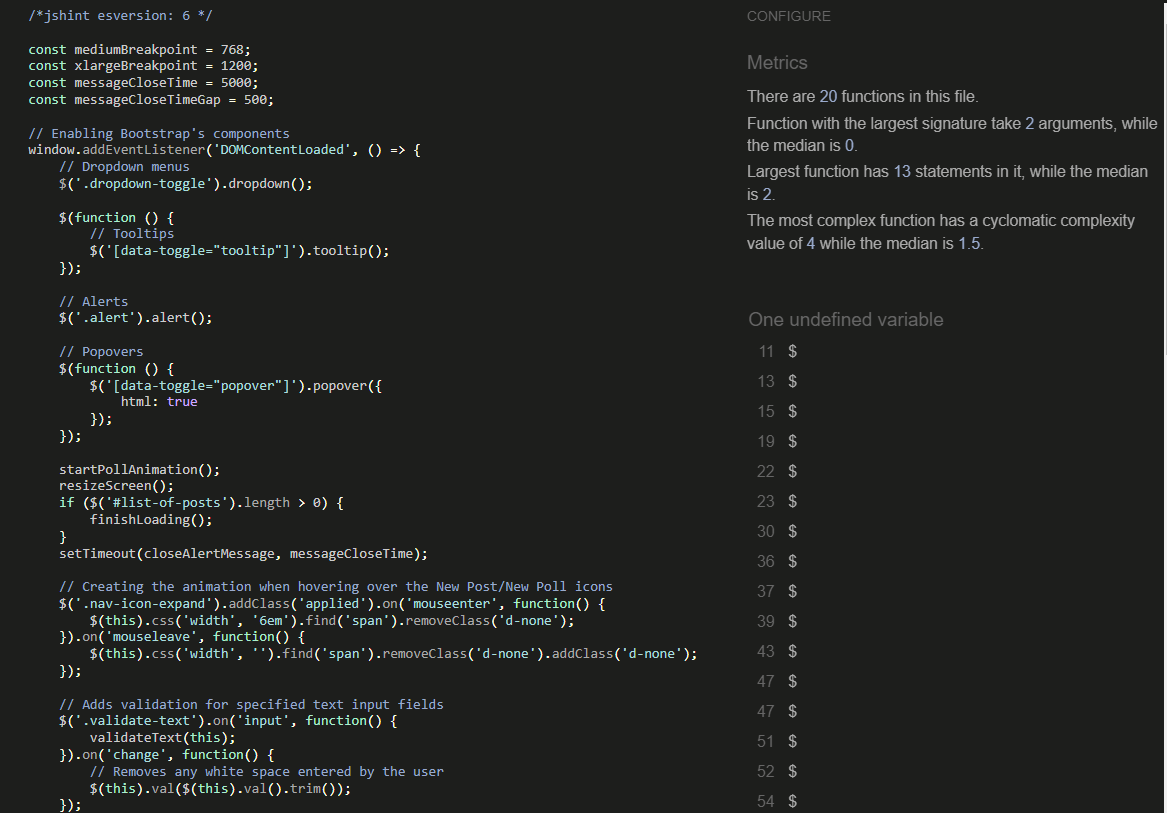 /*jshint esversion: 6 */
const mediumBreakpoint = 768;
const xlargeBreakpoint = 1200;
const messageCloseTime = 5000;
const messageCloseTimeGap = 500;
// Enabling Bootstrap's components
window.addEventListener('DOMContentLoaded', () => {
// Dropdown menus
$('.dropdown-toggle').dropdown();
$(function () {
// Tooltips
$('[data-toggle="tooltip"]').tooltip();
});
// Alerts
$('.alert').alert();
// Popovers
$(function () {
$('[data-toggle="popover"]').popover({
html: true
});
});
startPollAnimation();
resizeScreen();
if ($('#list-of-posts').length > 0) {
finishLoading();
}
setTimeout(closeAlertMessage, messageCloseTime);
// Creating the animation when hovering over the New Post/New Poll icons
$('.nav-icon-expand').addClass('applied').on('mouseenter', function() {
$(this).css('width', '6em').find('span').removeClass('d-none');
}).on('mouseleave', function() {
$(this).css('width', '').find('span').removeClass('d-none').addClass('d-none');
});
// Adds validation for specified text input fields
$('.validate-text').on('input', function() {
validateText(this);
}).on('change', function() {
// Removes any white space entered by the user
$(this).val($(this).val().trim());
});
CONFIGURE
Metrics
There are 20 functions in this file.
Function with the largest signature take 2 arguments, while
the median is 0.
Largest function has 13 statements in it, while the median
is 2.
The most complex function has a cyclomatic complexity
value of 4 while the median is 1.5.
One undefined variable
11 $
13 $
15 $
19 $
22 $
23 $
30 $
36 $
37 $
39 $
43 $
47 $
47 $
51 $
52 $
54 $